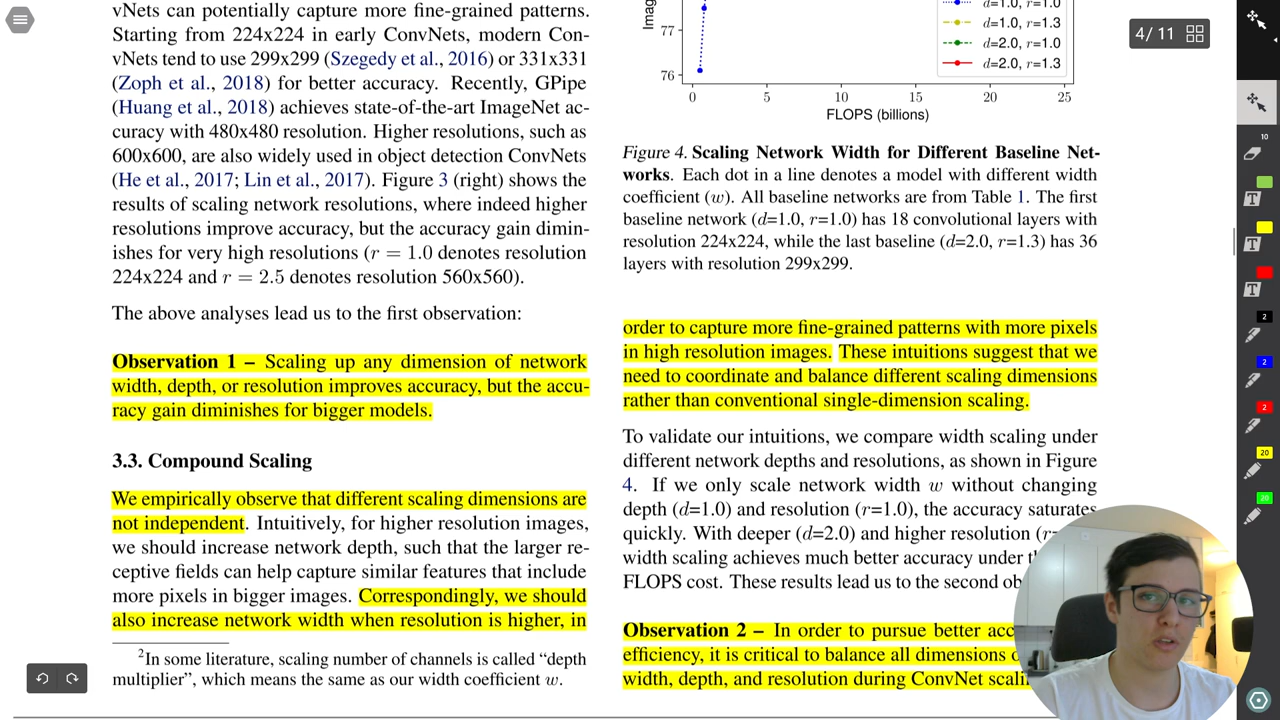 vNets can potentially capture more fine-grained patterns.
Starting from 224x224 in early ConvNets, modern Con-
vNets tend to use 299x299 (Szegedy et al., 2016) or 331x331
(Zoph et al., 2018) for better accuracy. Recently, GPipe
(Huang et al., 2018) achieves state-of-the-art ImageNet ac-
curacy with 480x480 resolution. Higher resolutions, such as
600x600, are also widely used in object detection ConvNets
(He et al., 2017; Lin et al., 2017). Figure 3 (right) shows the
results of scaling network resolutions, where indeed higher
resolutions improve accuracy, but the accuracy gain dimin-
ishes for very high resolutions (r = 1.0 denotes resolution
224x224 and r = 2.5 denotes resolution 560x560).
The above analyses lead us to the first observation:
Observation 1 – Scaling up any dimension of network
width, depth, or resolution improves accuracy, but the accu-
racy gain diminishes for bigger models.
3.3. Compound Scaling
We empirically observe that different scaling dimensions are
not independent. Intuitively, for higher resolution images,
we should increase network depth, such that the larger re-
ceptive fields can help capture similar features that include
more pixels in bigger images. Correspondingly, we should
also increase network width when resolution is higher, in
2In some literature, scaling number of channels is called “depth
multiplier”, which means the same as our width coefficient w.
Imag
77
76
0 5 10 15 20 25
FLOPS (billions)
d=1.0, r=1.0
d=1.0, r=1.3
d=2.0, r=1.0
d=2.0, r=1.3
Figure 4. Scaling Network Width for Different Baseline Net-
works. Each dot in a line denotes a model with different width
coefficient (w). All baseline networks are from Table 1. The first
baseline network (d=1.0, r=1.0) has 18 convolutional layers with
resolution 224x224, while the last baseline (d=2.0, r=1.3) has 36
layers with resolution 299x299.
order to capture more fine-grained patterns with more pixels
in high resolution images. These intuitions suggest that we
need to coordinate and balance different scaling dimensions
rather than conventional single-dimension scaling.
To validate our intuitions, we compare width scaling under
different network depths and resolutions, as shown in Figure
4. If we only scale network width w without changing
depth (d=1.0) and resolution (r=1.0), the accuracy saturates
quickly. With deeper (d=2.0) and higher resolution (r=
width scaling achieves much better accuracy under
FLOPS cost. These results lead us to the second ob
Observation 2 – In order to pursue better acc
efficiency, it is critical to balance all dimensions
width, depth, and resolution during ConvNet scali
4 / 11
10
T
T
T
2
2
2
20